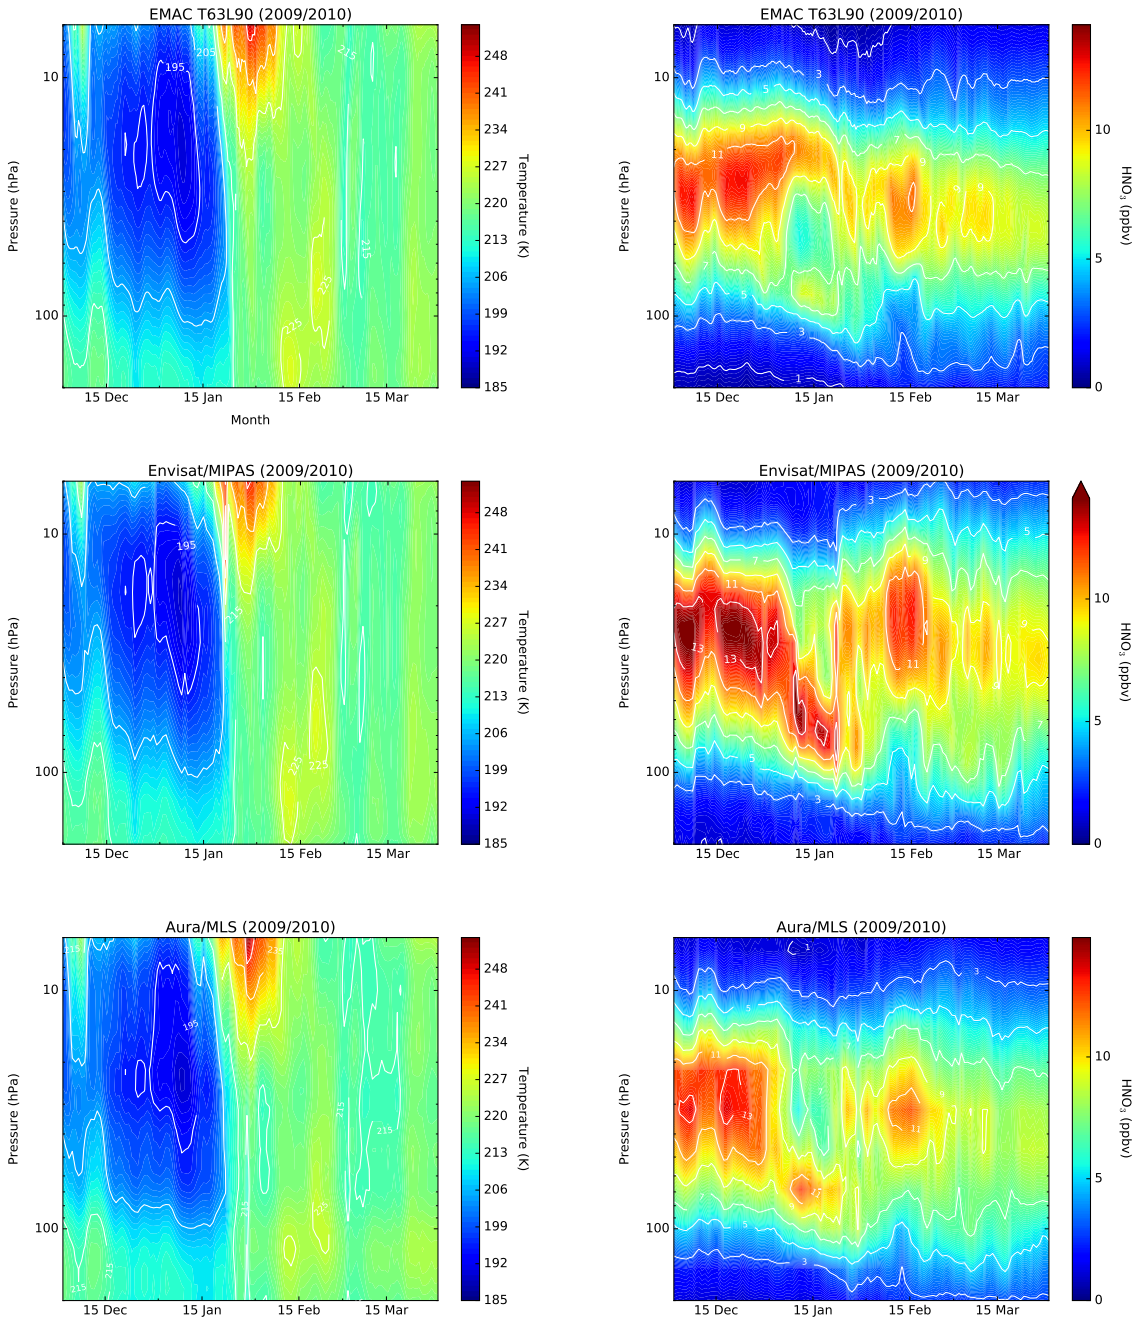 EMAC T63L90 (2009/2010)
EMAC T63L90 (2009/2010)
10
100
Pressure (hPa)
205
225
195
215
225
225
15 Dec
15 Jan
15 Feb
15 Mar
Month
248
241
234
227
220
213
206
199
192
185
Temperature (K)
10
100
Pressure (hPa)
3
5
9
7
11
9
9
7
3
1
15 Dec
15 Jan
15 Feb
15 Mar
10
5
0
HNO3 (ppbv)
Envisat/MIPAS (2009/2010)
Envisat/MIPAS (2009/2010)
10
100
Pressure (hPa)
195
215
225
225
15 Dec
15 Jan
15 Feb
15 Mar
248
241
234
227
220
213
206
199
192
185
Temperature (K)
10
100
Pressure (hPa)
3
5
11
13
13
11
9
7
5
3
15 Dec
15 Jan
15 Feb
15 Mar
10
5
0
HNO3 (ppbv)
Aura/MLS (2009/2010)
Aura/MLS (2009/2010)
10
100
Pressure (hPa)
215
235
195
215
215
225
215
215
215
15 Dec
15 Jan
15 Feb
15 Mar
248
241
234
227
220
213
206
199
192
185
Temperature (K)
10
100
Pressure (hPa)
1
3
5
11
7
9
13
11
7
5
3
15 Dec
15 Jan
15 Feb
15 Mar
10
5
0
HNO3 (ppbv)